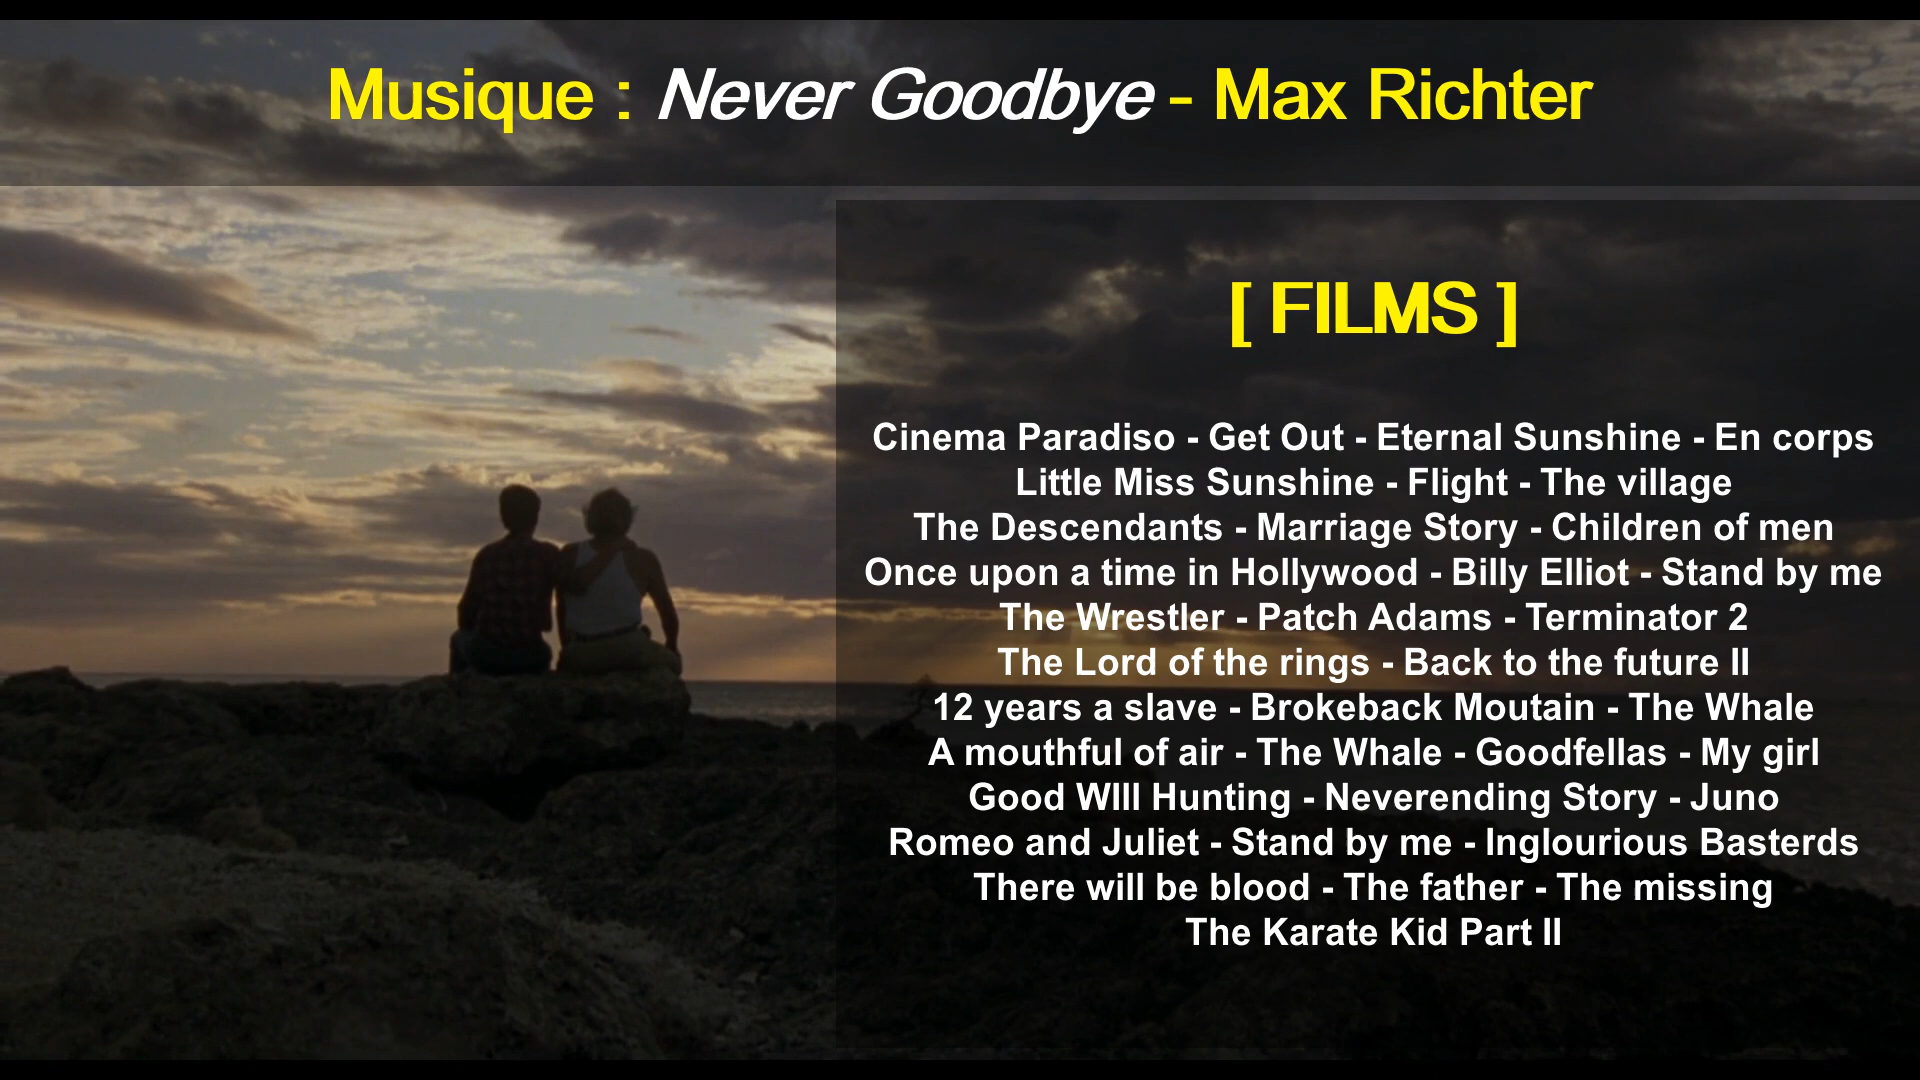 Musique : Never Goodbye - Max Richter
[ FILMS ]
Cinema Paradiso - Get Out - Eternal Sunshine - En corps
Little Miss Sunshine - Flight - The village
The Descendants - Marriage Story - Children of men
Once upon a time in Hollywood - Billy Elliot - Stand by me
The Wrestler - Patch Adams - Terminator 2
The Lord of the rings - Back to the future II
12 years a slave - Brokeback Moutain - The Whale
A mouthful of air - The Whale - Goodfellas - My girl
Good WIll Hunting - Neverending Story - Juno
Romeo and Juliet - Stand by me - Inglourious Basterds
There will be blood - The father - The missing
The Karate Kid Part II